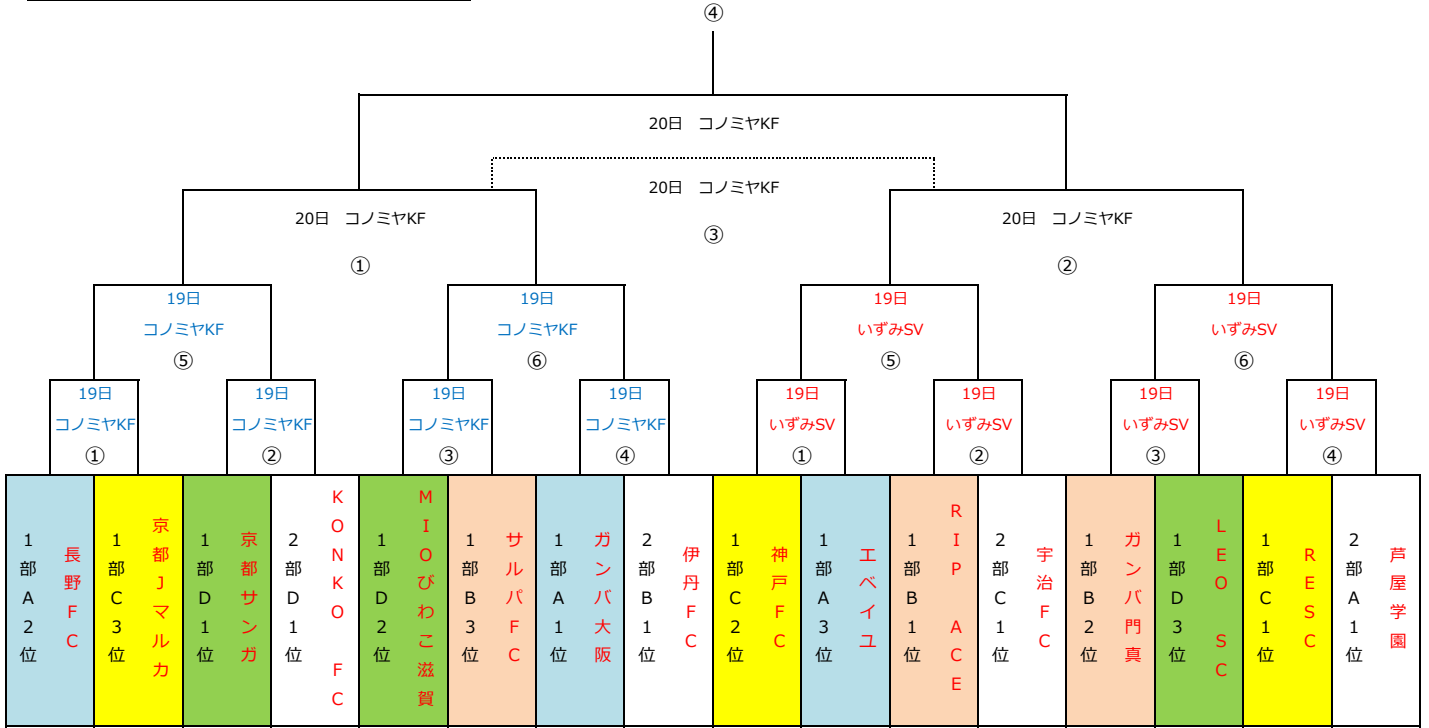 ④
20日　コノミヤKF
20日　コノミヤKF
③
20日　コノミヤKF
①
20日　コノミヤKF
②
19日
コノミヤKF
⑤
19日
コノミヤKF
⑥
19日
いずみSV
⑤
19日
いずみSV
⑥
19日
コノミヤKF
①
19日
コノミヤKF
②
19日
コノミヤKF
③
19日
コノミヤKF
④
19日
いずみSV
①
19日
いずみSV
②
19日
いずみSV
③
19日
いずみSV
④
1部A2位
長野FC
1部C3位
京都Jマルカ
1部D1位
京都サンガ
2部D1位
KONKO FC
1部D2位
MIOびわこ滋賀
1部B3位
サルパFC
1部A1位
ガンバ大阪
2部B1位
伊丹FC
1部C2位
神戸FC
1部A3位
エベイユ
1部B1位
RIP ACE
2部C1位
宇治FC
1部B2位
ガンバ門真
1部D3位
LEO SC
1部C1位
RESC
2部A1位
芦屋学園